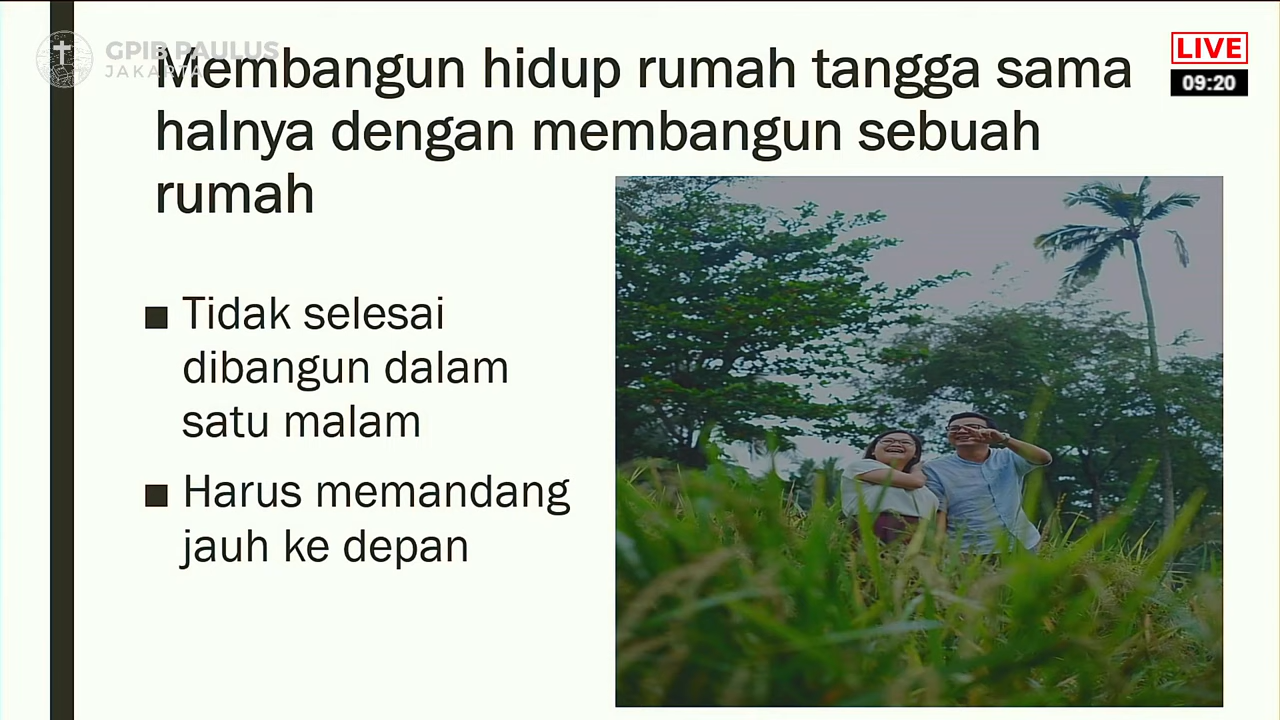 GPIB PAULUS
JAKARTA
LIVE
09:20
Membangun hidup rumah tangga sama
halnya dengan membangun sebuah
rumah
■ Tidak selesai
dibangun dalam
satu malam
■ Harus memandang
jauh ke depan